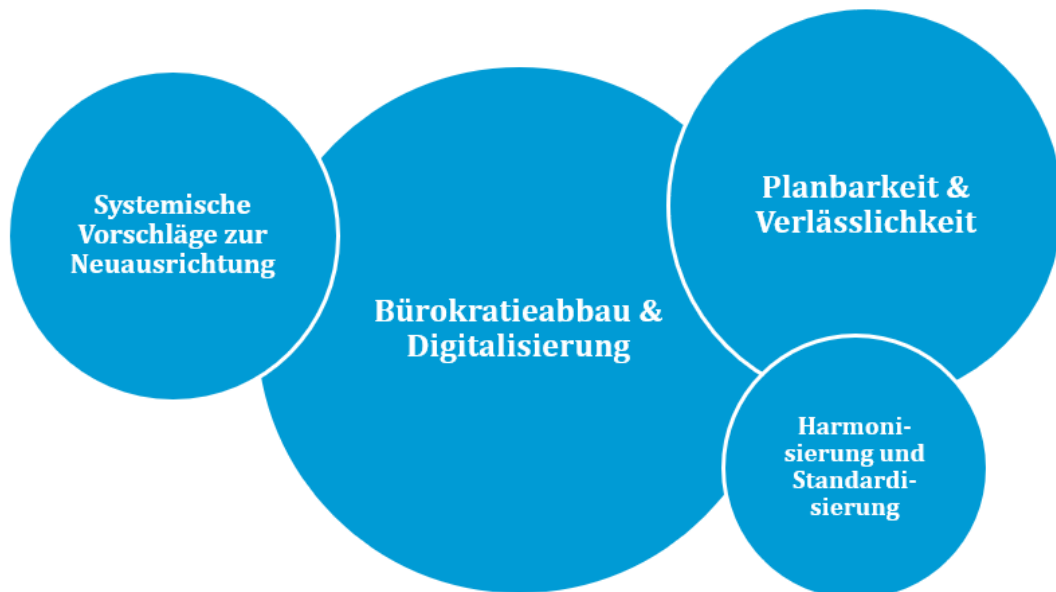 Systemische
Vorschläge zur
Neuausrichtung
Bürokratieabbau &
Digitalisierung
Planbarkeit &
Verlässlichkeit
Harmoni-
sierung und
Standardi-
sierung